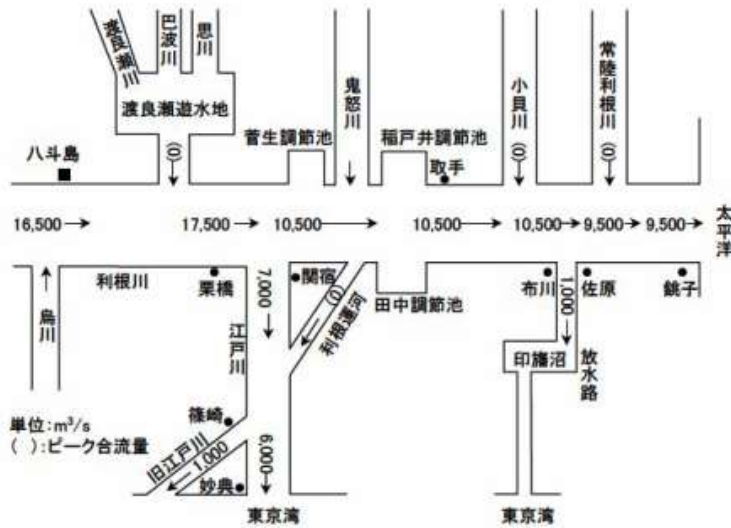 渡良瀬川
巴波川
思川
渡良瀬遊水地
(0)
八斗島
菅生調節池
鬼怒川
稲戸井調節池
取手
小貝川
(0)
常陸利根川
(0)
16,500
17,500
10,500
10,500
10,500
9,500
9,500
太平洋
烏川
利根川
栗橋
7,000
関宿
(0)
利根運河
田中調節池
布川
1,000
佐原
銚子
江戸川
印旛沼
放水路
単位:m³/s
( ):ピーク合流量
篠崎
旧江戸川
1,000
6,000
妙典
東京湾
東京湾